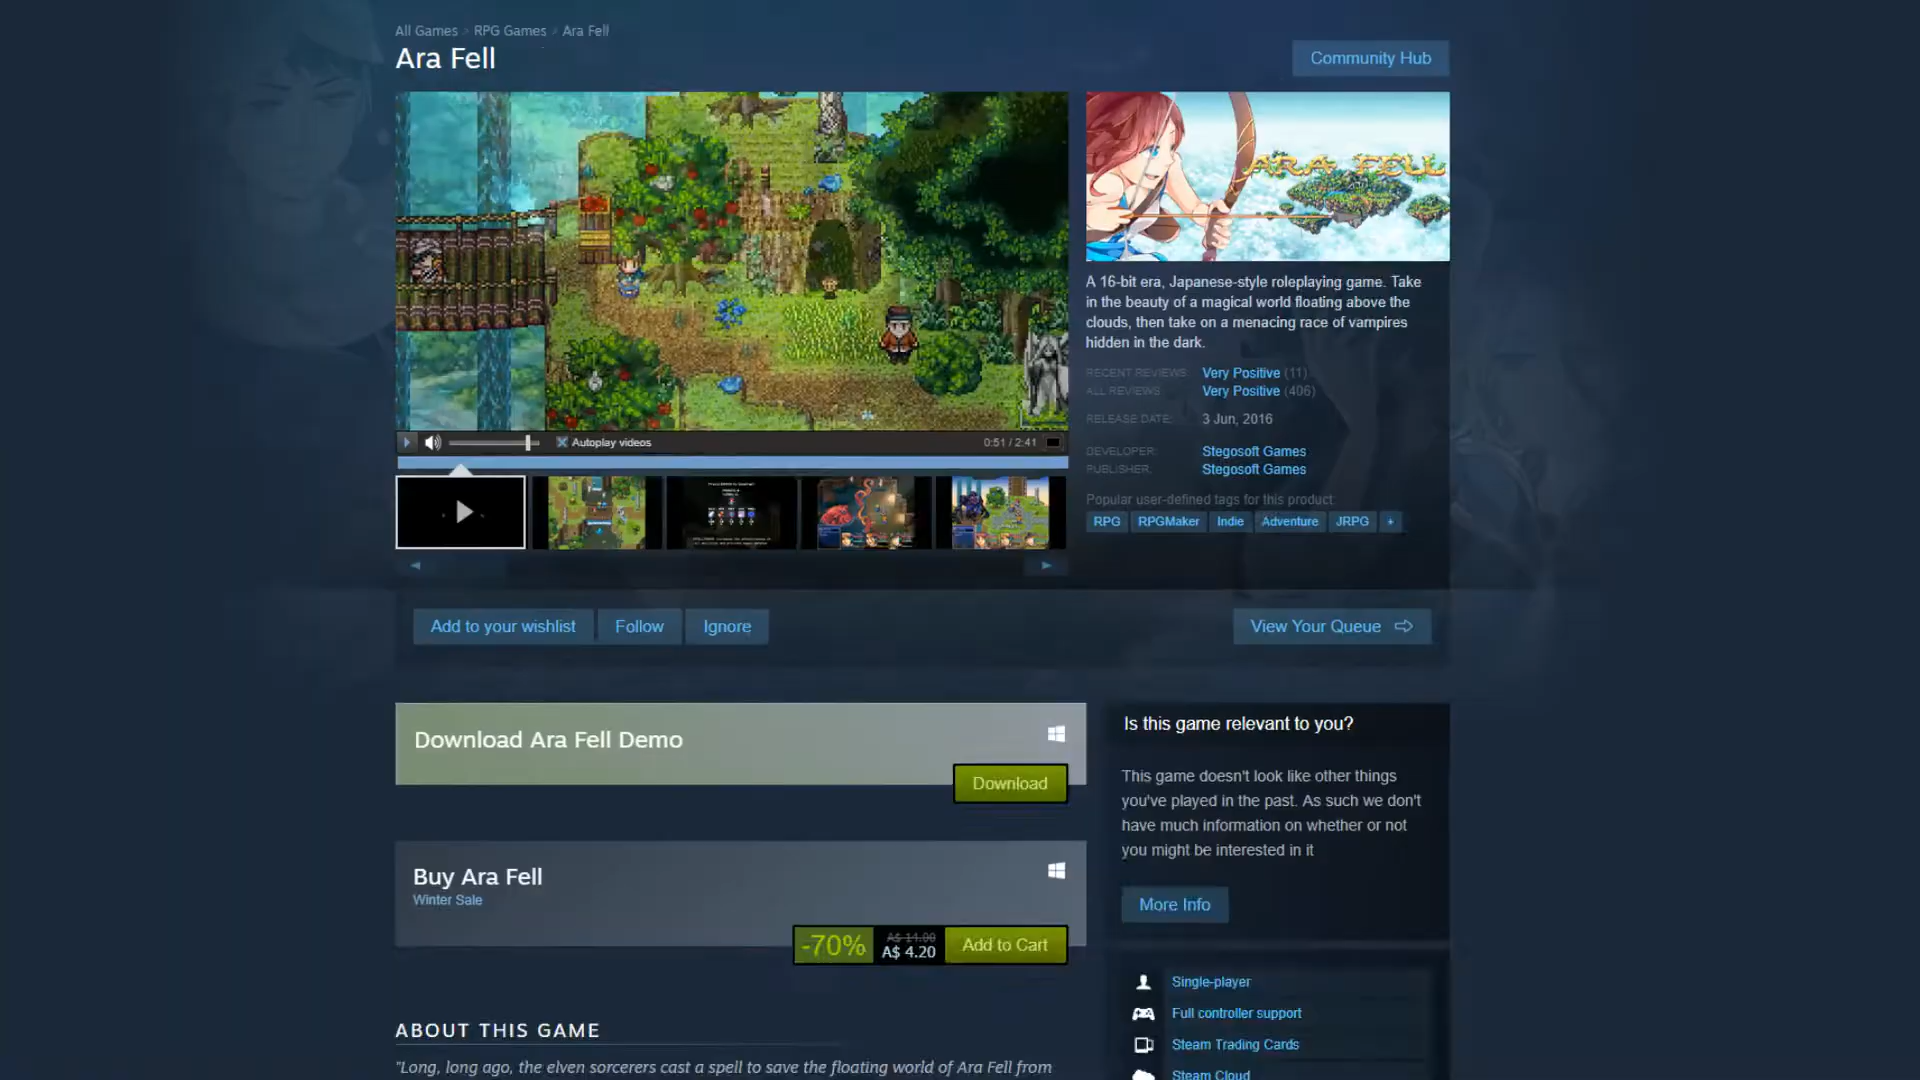 All Games > RPG Games > Ara Fell
Ara Fell
Community Hub
ARA FELL
A 16-bit era, Japanese-style roleplaying game. Take
in the beauty of a magical world floating above the
clouds, then take on a menacing race of vampires
hidden in the dark.
RECENT REVIEWS: Very Positive (11)
ALL REVIEWS: Very Positive (406)
RELEASE DATE: 3 Jun, 2016
DEVELOPER: Stegosoft Games
PUBLISHER: Stegosoft Games
Popular user-defined tags for this product:
RPG RPGMaker Indie Adventure JRPG +
Autoplay videos
0:51 / 2:41
Add to your wishlist
Follow
Ignore
View Your Queue
Download Ara Fell Demo
Download
Buy Ara Fell
Winter Sale
-70%
A$ 14.00
A$ 4.20
Add to Cart
Is this game relevant to you?
This game doesn't look like other things
you've played in the past. As such we don't
have much information on whether or not
you might be interested in it
More Info
Single-player
Full controller support
Steam Trading Cards
Steam Cloud
ABOUT THIS GAME
"Long, long ago, the elven sorcerers cast a spell to save the floating world of Ara Fell from